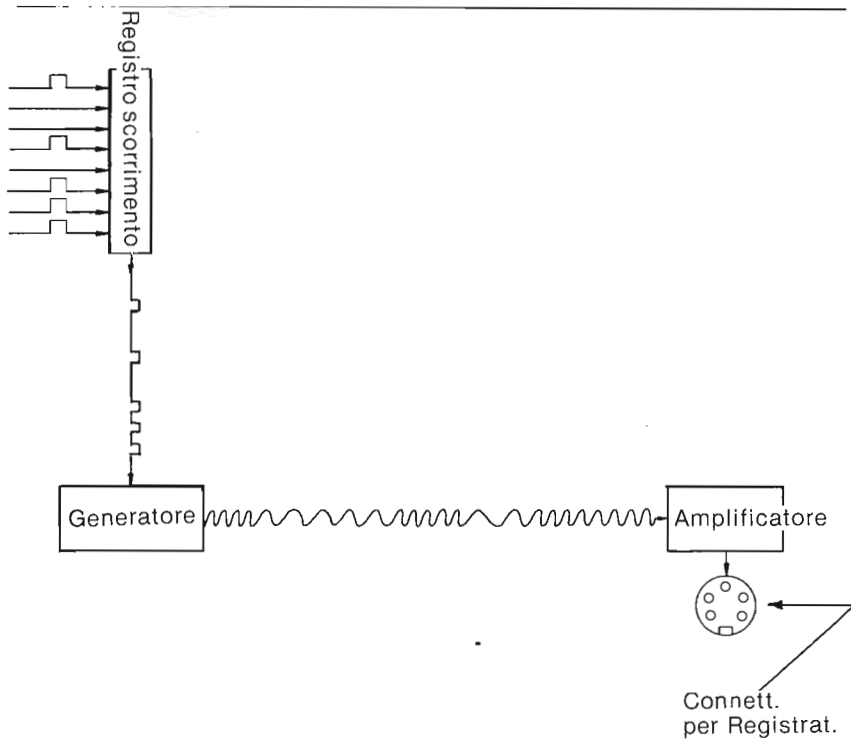 Registro scorrimento
Generatore
Amplificatore
Connett.
per Registrat.